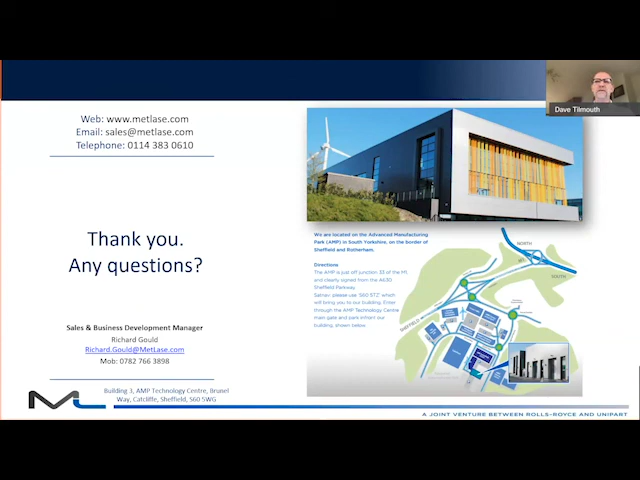 Dave Tilmouth
Web: www.metlase.com
Email: sales@metlase.com
Telephone: 0114 383 0610
Thank you.
Any questions?
Sales & Business Development Manager
Richard Gould
Richard.Gould@MetLase.com
Mob: 0782 766 3898
Building 3, AMP Technology Centre, Brunel
Way, Catcliffe, Sheffield, S60 5WG
We are located on the Advanced Manufacturing
Park (AMP) in South Yorkshire, on the border of
Sheffield and Rotherham.
Directions
The AMP is just off junction 33 of the M1,
and clearly signed from the A630
Sheffield Parkway.
Satnav: please use 'S60 5TZ' which
will bring you to our building. Enter
through the AMP Technology Centre
main gate and park infront our
building, shown below.
NORTH
M1
SOUTH
SHEFFIELD
ML
A JOINT VENTURE BETWEEN ROLLS-ROYCE AND UNIPART